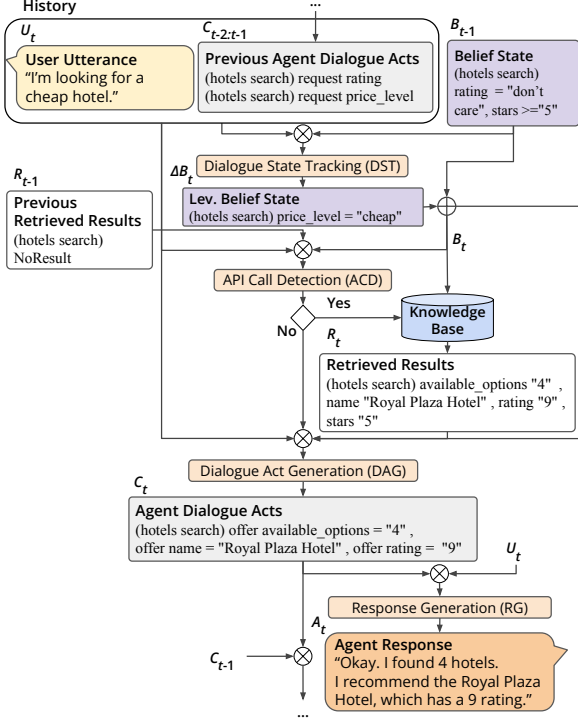 History
...
U_t
User Utterance
“I’m looking for a
cheap hotel.”
C_{t-2:t-1}
Previous Agent Dialogue Acts
(hotels search) request rating
(hotels search) request price_level
B_{t-1}
Belief State
(hotels search)
rating = "don’t
care", stars >="5"
Dialogue State Tracking (DST)
ΔB_t
Lev. Belief State
(hotels search) price_level = "cheap"
R_{t-1}
Previous
Retrieved Results
(hotels search)
NoResult
B_t
API Call Detection (ACD)
Yes
No
R_t
Knowledge
Base
Retrieved Results
(hotels search) available_options "4" ,
name "Royal Plaza Hotel" , rating "9" ,
stars "5"
Dialogue Act Generation (DAG)
C_t
Agent Dialogue Acts
(hotels search) offer available_options = "4" ,
, offer name = "Royal Plaza Hotel" , offer rating = "9"
U_t
Response Generation (RG)
A_t
Agent Response
“Okay. I found 4 hotels.
I recommend the Royal Plaza
Hotel, which has a 9 rating.”
C_{t-1}
...